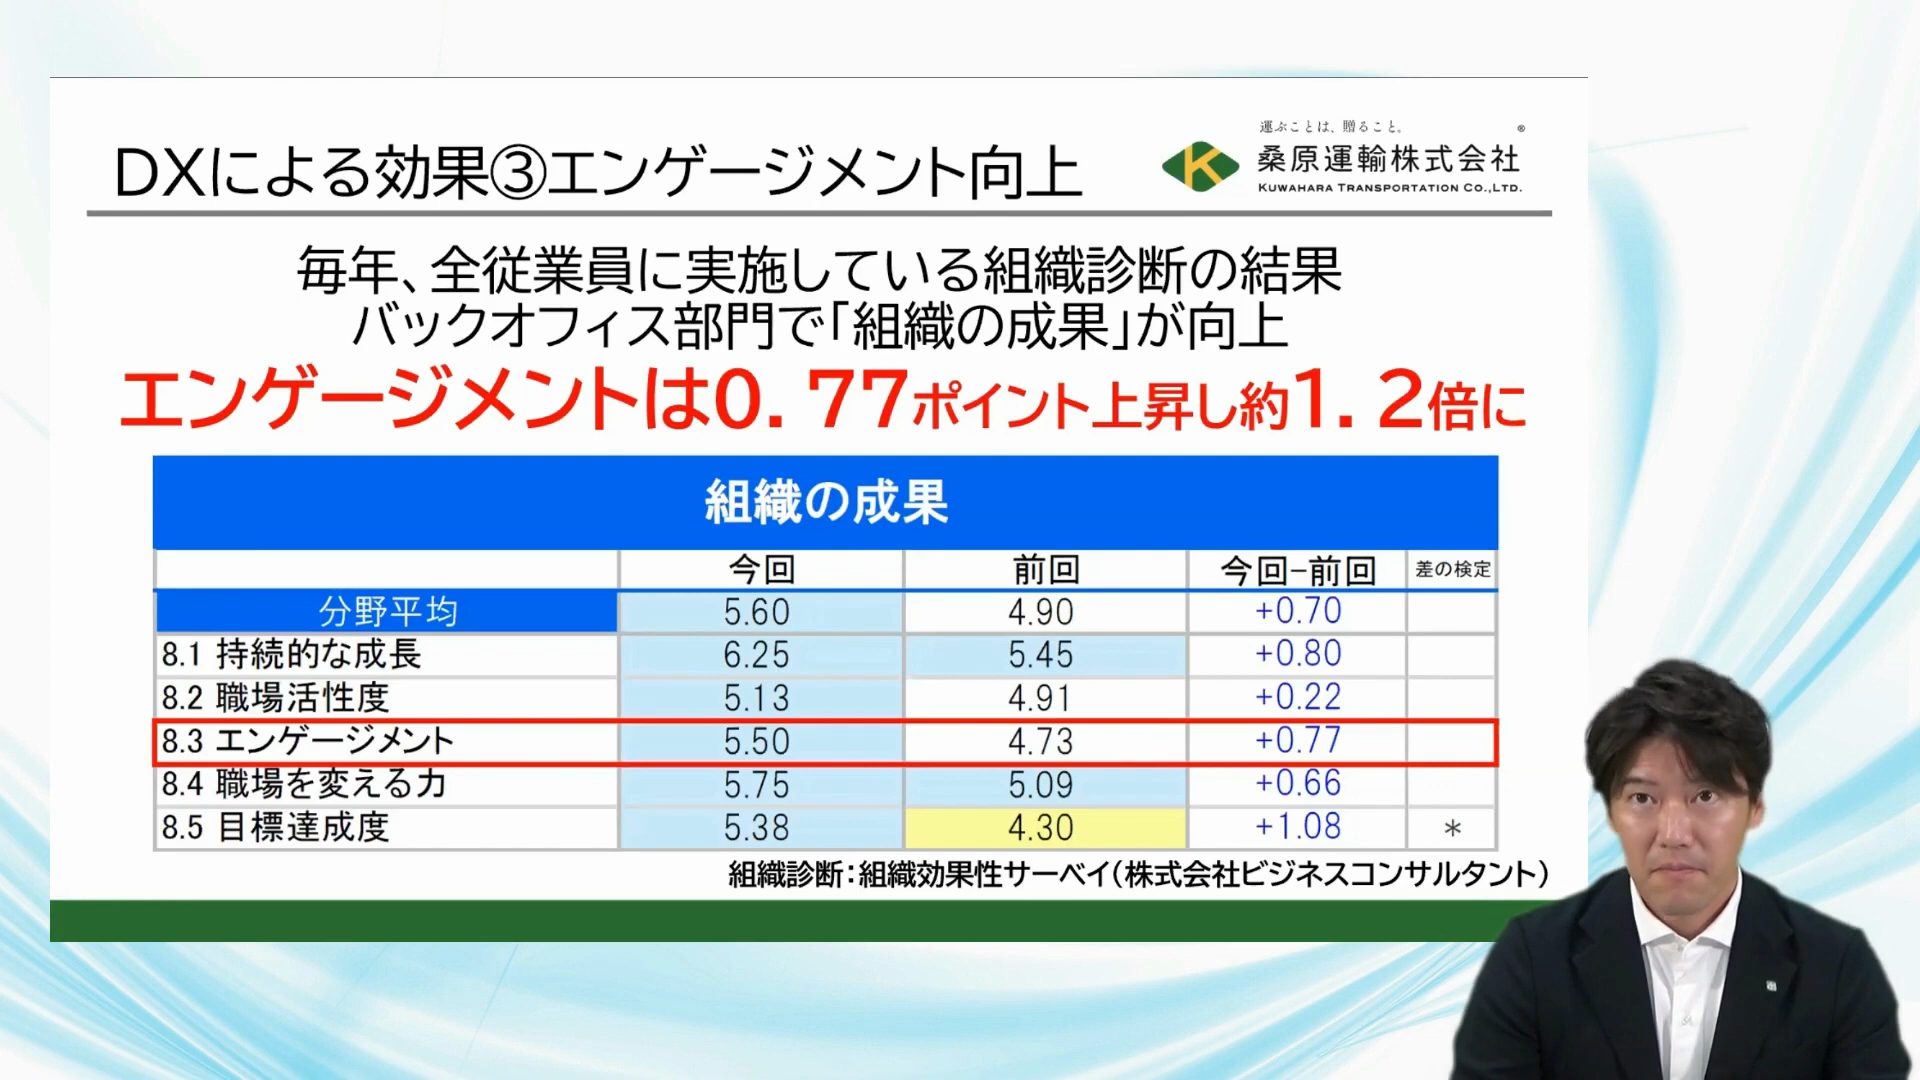 DXによる効果③エンゲージメント向上
運ぶことは、贈ること。
®
K
桑原運輸株式会社
KUWAHARA TRANSPORTATION CO.,LTD.
毎年、全従業員に実施している組織診断の結果
バックオフィス部門で「組織の成果」が向上
エンゲージメントは0.77ポイント上昇し約1.2倍に
組織の成果
今回 前回 今回-前回 差の検定
分野平均 5.60 4.90 +0.70
8.1 持続的な成長 6.25 5.45 +0.80
8.2 職場活性度 5.13 4.91 +0.22
8.3 エンゲージメント 5.50 4.73 +0.77
8.4 職場を変える力 5.75 5.09 +0.66
8.5 目標達成度 5.38 4.30 +1.08 *
組織診断：組織効果性サーベイ（株式会社ビジネスコンサルタント）